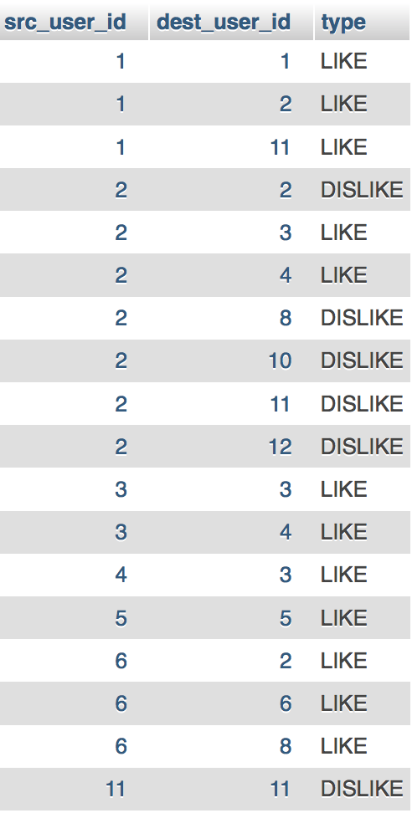 src_user_id dest_user_id type
1 1 LIKE
1 2 LIKE
1 11 LIKE
2 2 DISLIKE
2 3 LIKE
2 4 LIKE
2 8 DISLIKE
2 10 DISLIKE
2 11 DISLIKE
2 12 DISLIKE
3 3 LIKE
3 4 LIKE
4 3 LIKE
5 5 LIKE
6 2 LIKE
6 6 LIKE
6 8 LIKE
11 11 DISLIKE